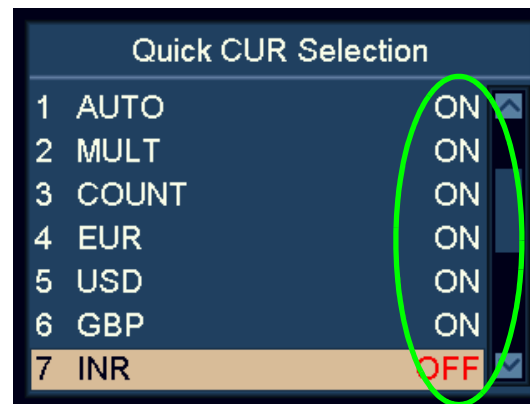 Quick CUR Selection
1 AUTO ON
2 MULT ON
3 COUNT ON
4 EUR ON
5 USD ON
6 GBP ON
7 INR OFF